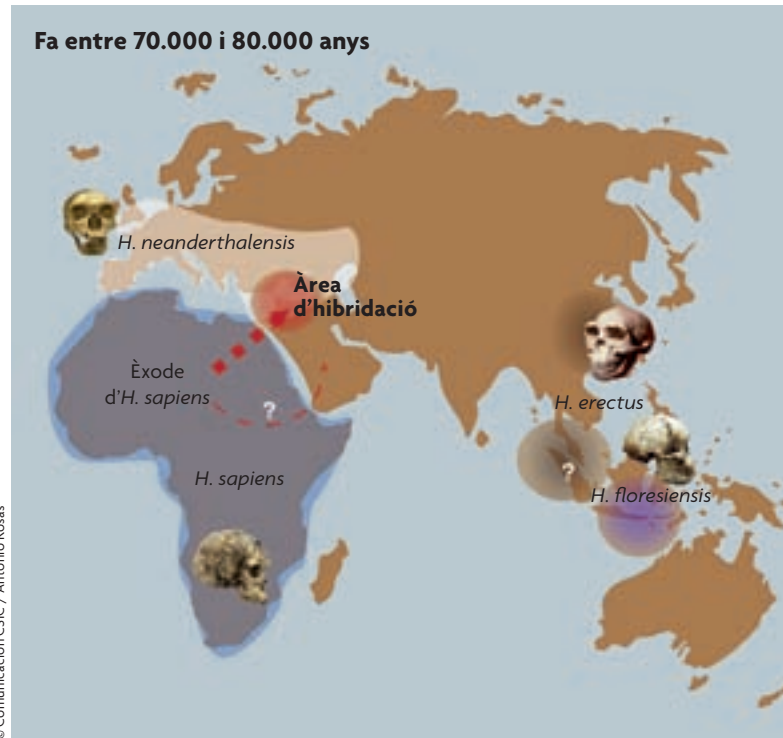 Fa entre 70.000 i 80.000 anys
H. neanderthalensis
Àrea
d'hibridació
Èxode
d'H. sapiens
?
H. erectus
?
H. floresiensis
H. sapiens
© Comunicación CSIC / Antonio Rosas